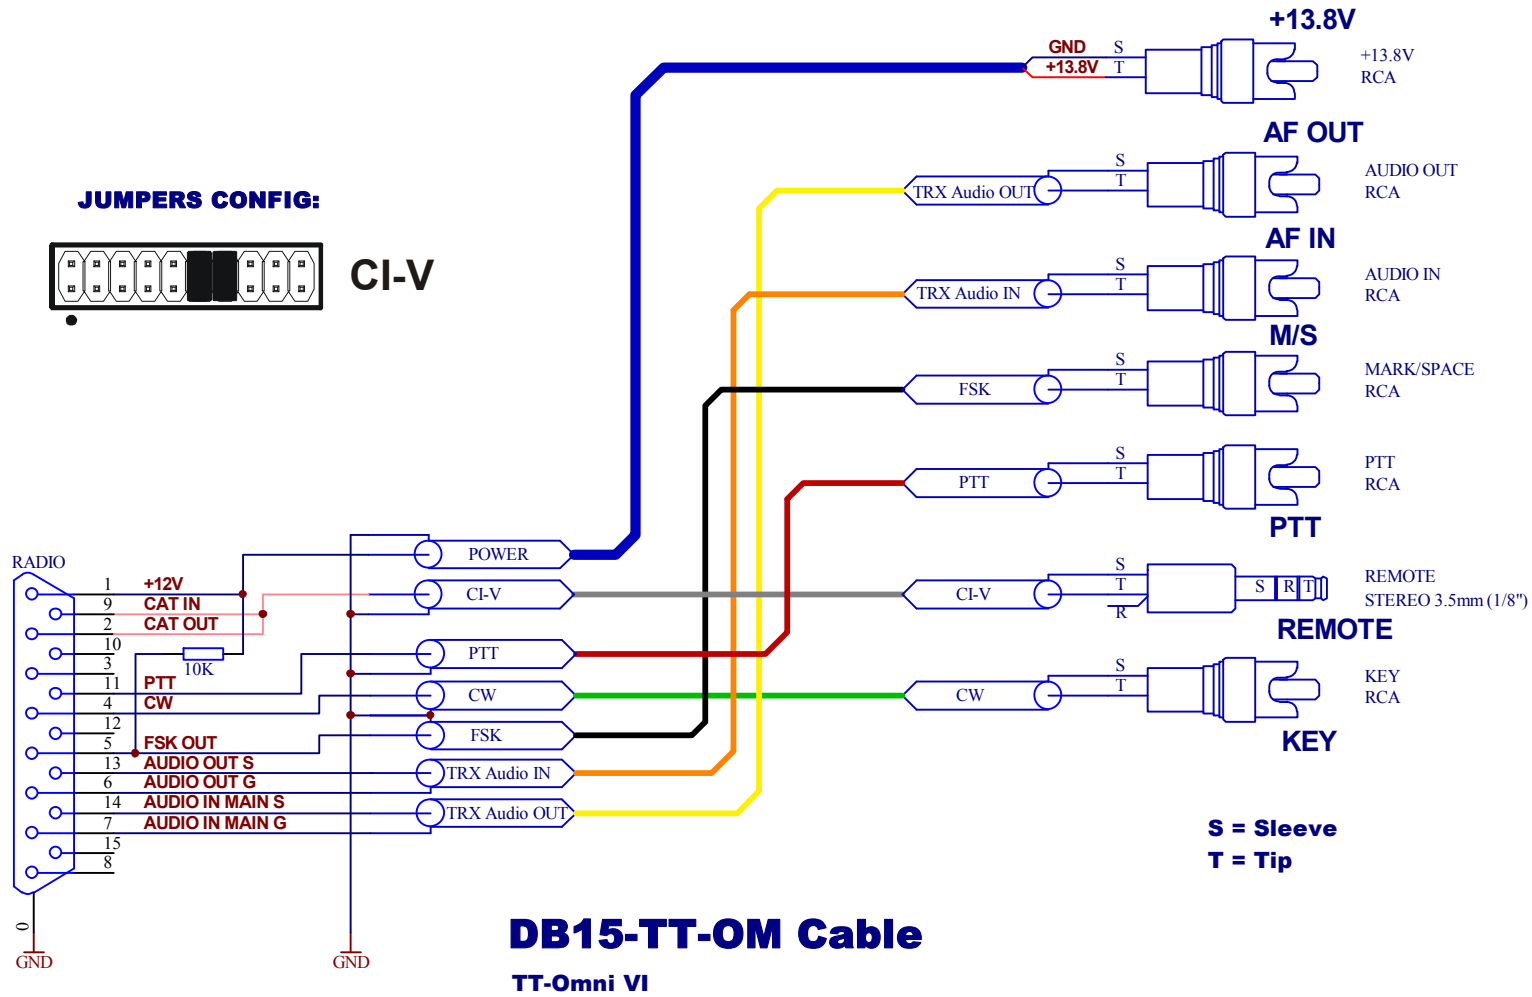 +13.8V
GND S
+13.8V T
+13.8V
RCA
AF OUT
TRX Audio OUT
S
T
AUDIO OUT
RCA
JUMPERS CONFIG:
CI-V
AF IN
TRX Audio IN
S
T
AUDIO IN
RCA
M/S
FSK
S
T
MARK/SPACE
RCA
PTT
S
T
PTT
RCA
PTT
CI-V
S
T
R
S R T
REMOTE
STEREO 3.5mm (1/8")
REMOTE
CW
S
T
KEY
RCA
KEY
RADIO
1 +12V
9 CAT IN
2 CAT OUT
10
3
11 PTT
4 CW
12
5 FSK OUT
13 AUDIO OUT S
6 AUDIO OUT G
14 AUDIO IN MAIN S
7 AUDIO IN MAIN G
15
8
10K
0
GND
GND
POWER
CI-V
PTT
CW
FSK
TRX Audio IN
TRX Audio OUT
S = Sleeve
T = Tip
DB15-TT-OM Cable
TT-Omni VI